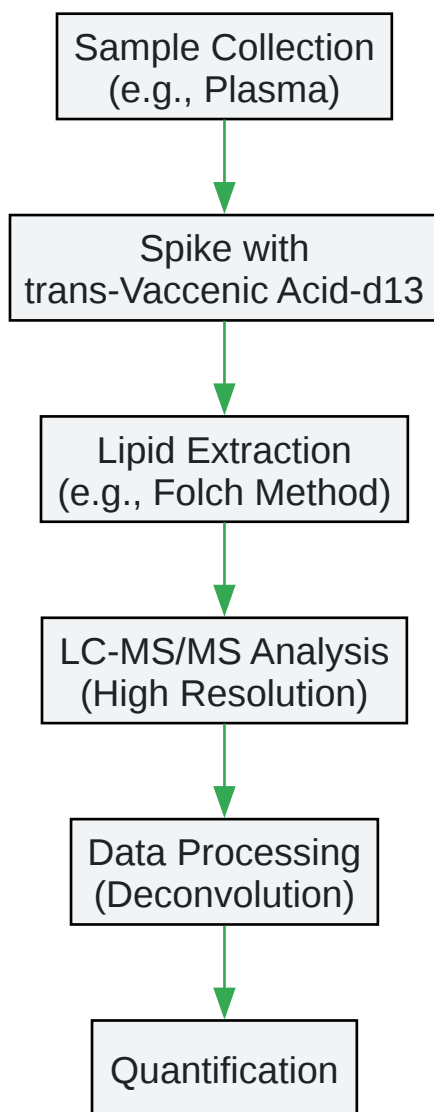 Sample Collection
(e.g., Plasma)
Spike with
trans-Vaccenic Acid-d13
Lipid Extraction
(e.g., Folch Method)
LC-MS/MS Analysis
(High Resolution)
Data Processing
(Deconvolution)
Quantification